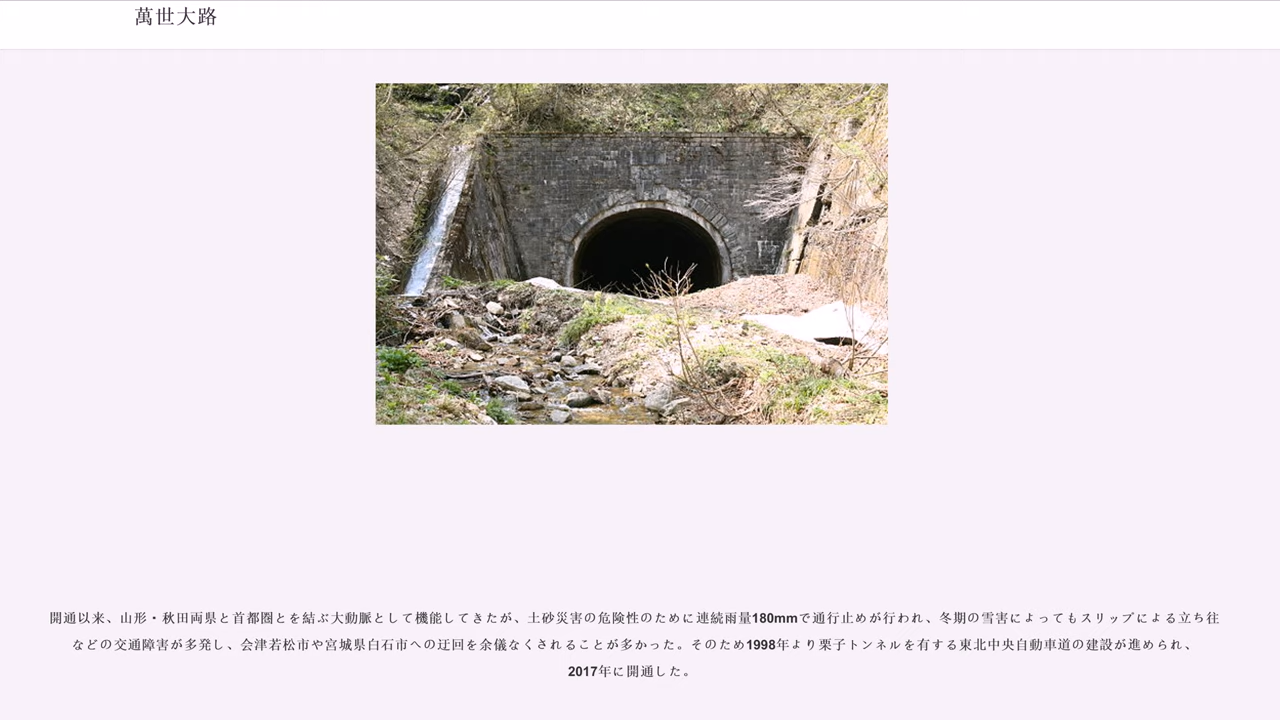 萬世大路
開通以来、山形・秋田両県と首都圏とを結ぶ大動脈として機能してきたが、土砂災害の危険性のために連続雨量180mmで通行止めが行われ、冬期の雪害によってもスリップによる立ち往
などの交通障害が多発し、会津若松市や宮城県白石市への迂回を余儀なくされることが多かった。そのため1998年より栗子トンネルを有する東北中央自動車道の建設が進められ、
2017年に開通した。